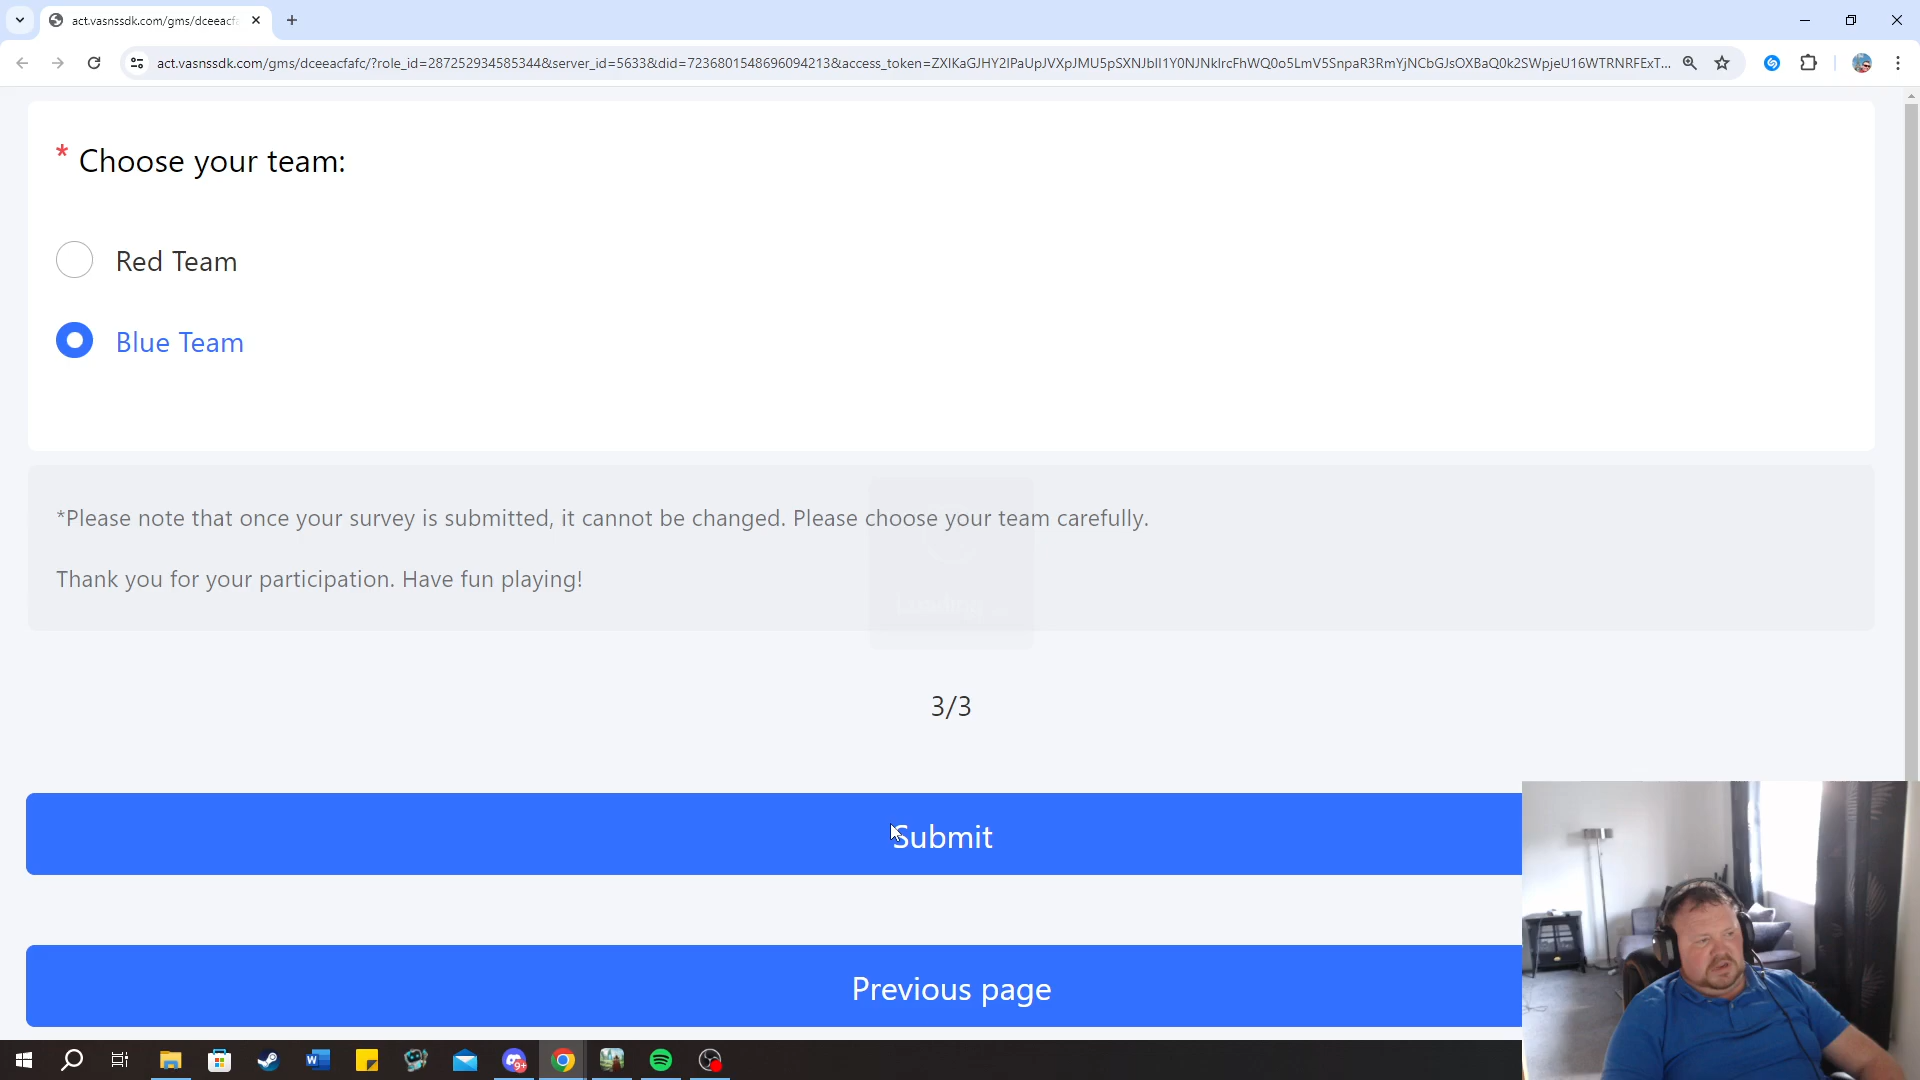 act.vasnssdk.com/gms/dceeacf
act.vasnssdk.com/gms/dceeacfafc/?role_id=287252934585344&server_id=5633&did=7236801548696094213&access_token=ZXlKaGJHY2lPaUpJVXpJMU5pSXNJbll1Y0NJNklrcFhWQ0o5LmV5SnpaR3RmYjNCbGJsOXBaQ0k2SWpjeU16WTRNRFExT...
* Choose your team:
Red Team
Blue Team
*Please note that once your survey is submitted, it cannot be changed. Please choose your team carefully.
Thank you for your participation. Have fun playing!
Loading...
3/3
Submit
Previous page
9+